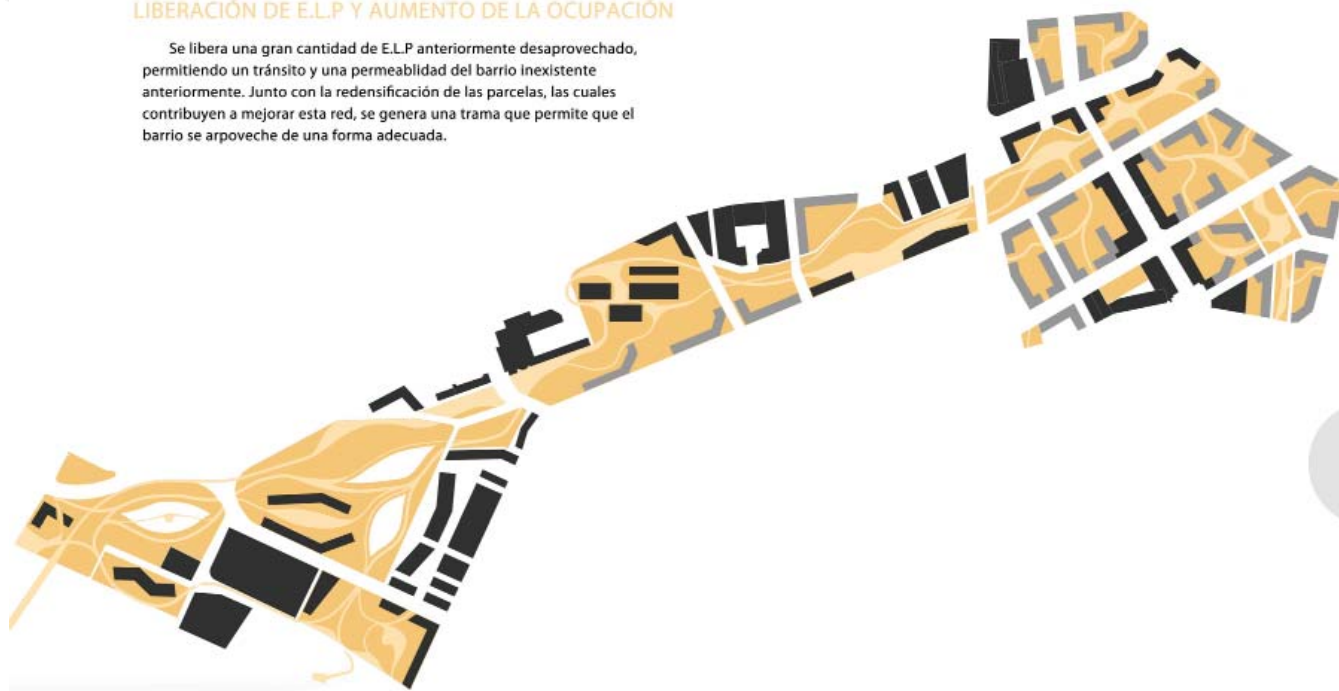 LIBERACIÓN DE E.L.P Y AUMENTO DE LA OCUPACIÓN
Se libera una gran cantidad de E.L.P anteriormente desaprovechado,
permitiendo un tránsito y una permeablidad del barrio inexistente
anteriormente. Junto con la redensificación de las parcelas, las cuales
contribuyen a mejorar esta red, se genera una trama que permite que el
barrio se arpoveche de una forma adecuada.